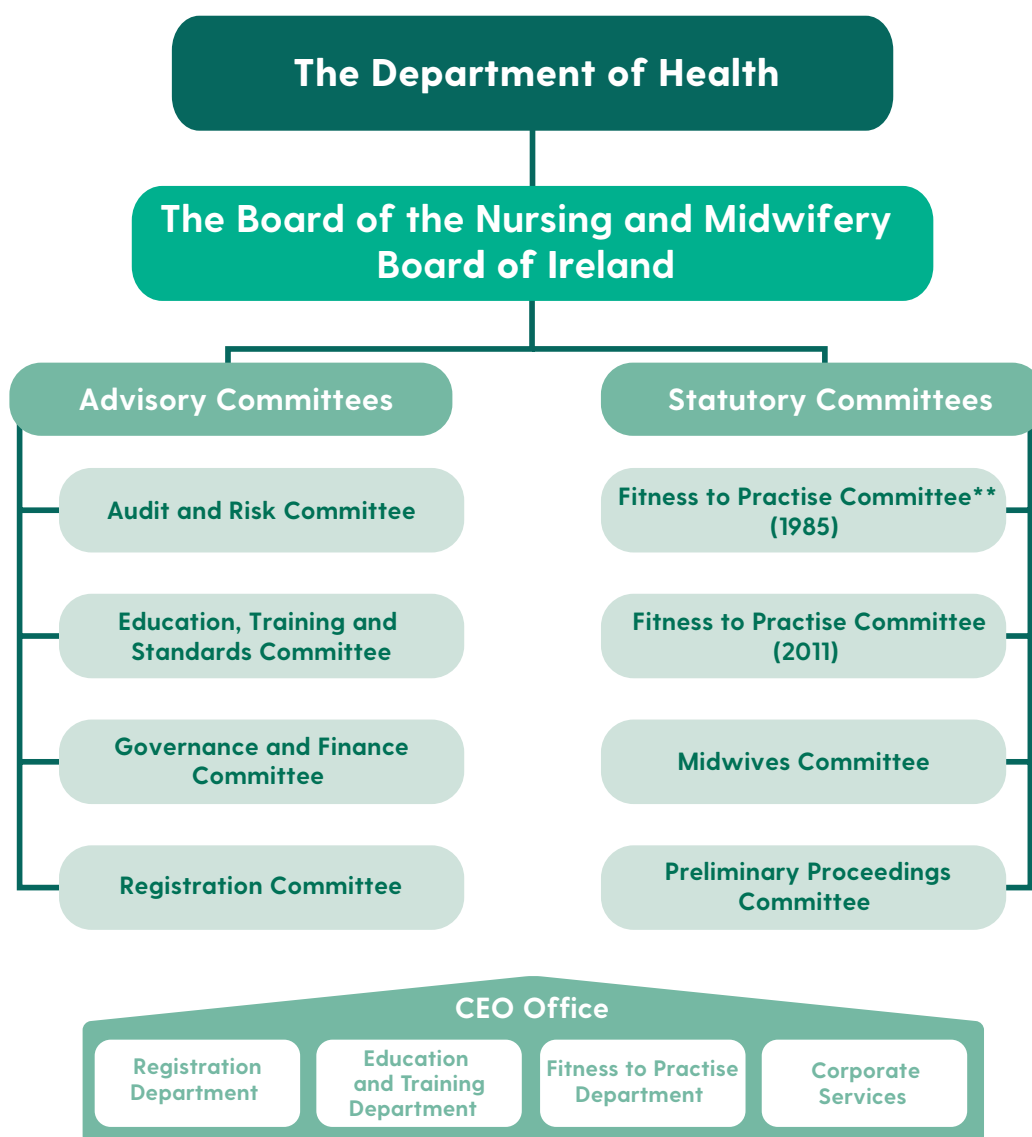 The Department of Health
The Board of the Nursing and Midwifery
Board of Ireland
Advisory Committees
Audit and Risk Committee
Education, Training and
Standards Committee
Governance and Finance
Committee
Registration Committee
Statutory Committees
Fitness to Practise Committee**
(1985)
Fitness to Practise Committee
(2011)
Midwives Committee
Preliminary Proceedings
Committee
CEO Office
Registration
Department
Education
and Training
Department
Fitness to Practise
Department
Corporate
Services